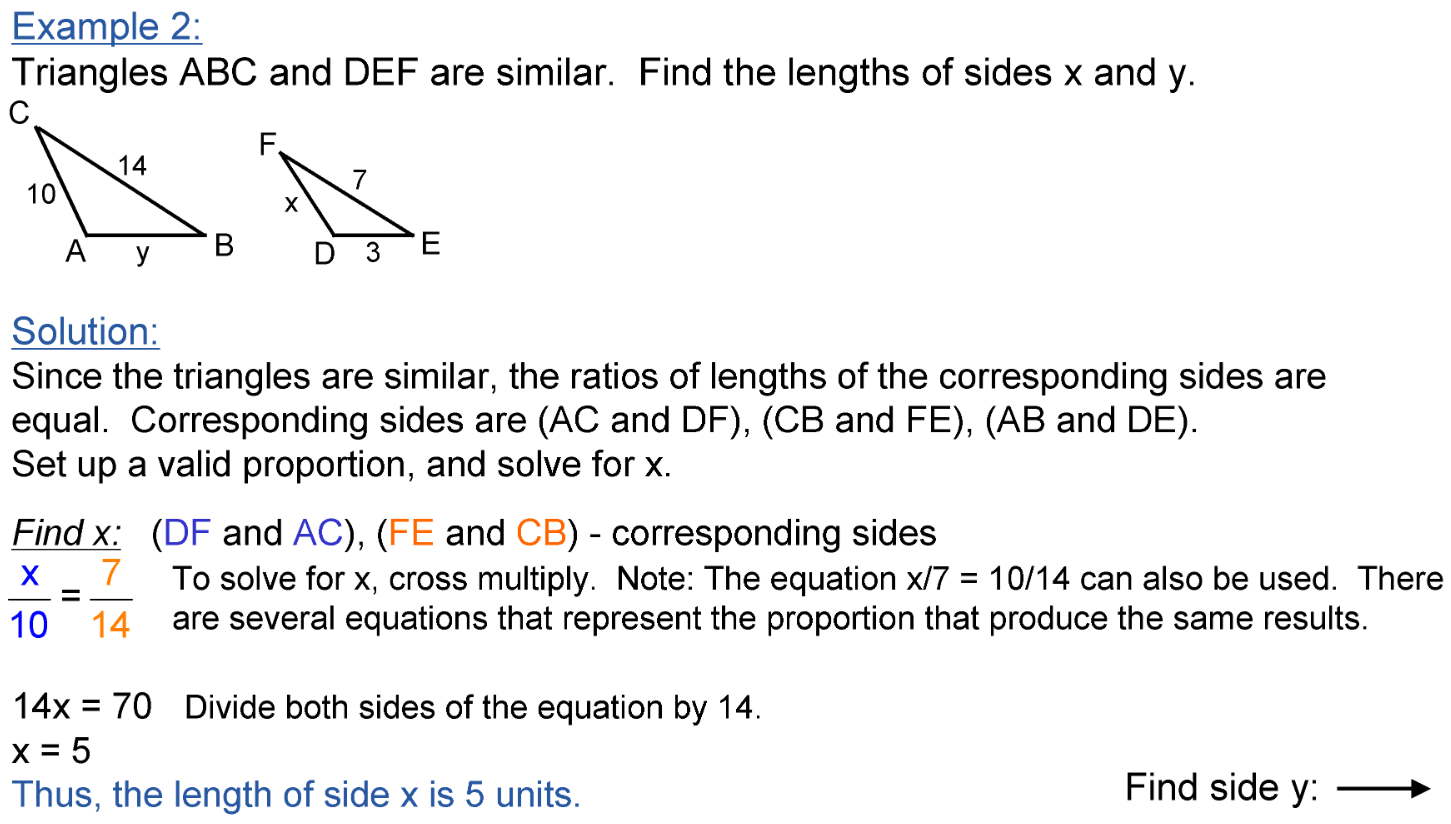 Example 2:
Triangles ABC and DEF are similar.  Find the lengths of sides x and y.
C
14
10
A
y
B
F
7
x
D
3
E
Solution:
Since the triangles are similar, the ratios of lengths of the corresponding sides are
equal.  Corresponding sides are (AC and DF), (CB and FE), (AB and DE).
Set up a valid proportion, and solve for x.
Find x:   (DF and AC), (FE and CB) - corresponding sides
x/10 = 7/14
To solve for x, cross multiply.  Note: The equation x/7 = 10/14 can also be used.  There
are several equations that represent the proportion that produce the same results.
14x = 70   Divide both sides of the equation by 14.
x = 5
Thus, the length of side x is 5 units.
Find side y: